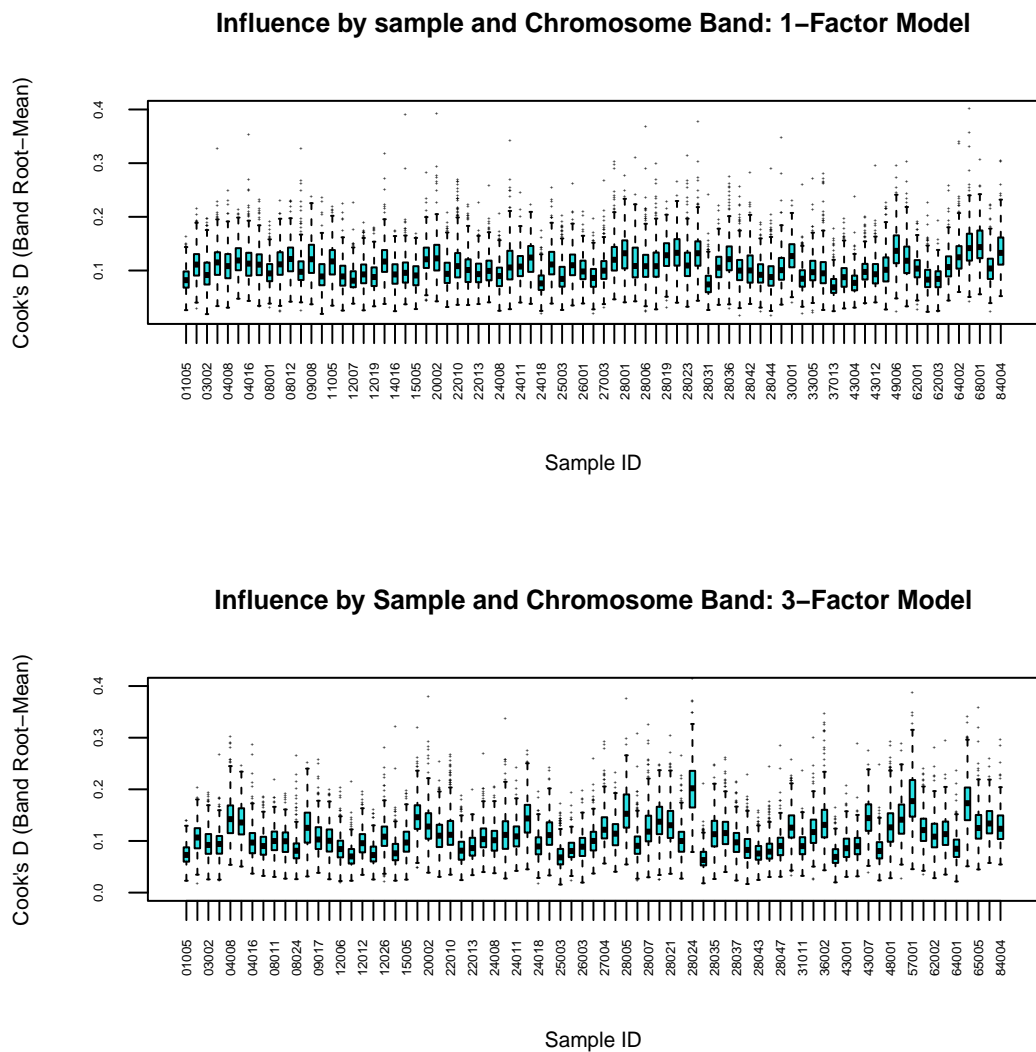 Influence by sample and Chromosome Band: 1−Factor Model
Cook's D (Band Root−Mean)
0.4
0.3
0.2
0.1
01005 03002 04008 04016 08001 08012 09008 11005 12007 12019 14016 15005 20002 22010 22013 24008 24011 24018 25003 26001 27003 28001 28006 28019 28023 28031 28036 28042 28044 30001 33005 37013 43004 43012 49006 62001 62003 64002 68001 84004
Sample ID
Influence by Sample and Chromosome Band: 3−Factor Model
Cook's D (Band Root−Mean)
0.4
0.3
0.2
0.1
0.0
01005 03002 04008 04016 08011 08024 09017 12006 12012 12026 15005 20002 22010 22013 24008 24011 24018 25003 26003 27004 28005 28007 28021 28024 28035 28037 28043 28047 31011 36002 43001 43007 48001 57001 62002 64001 65005 84004
Sample ID